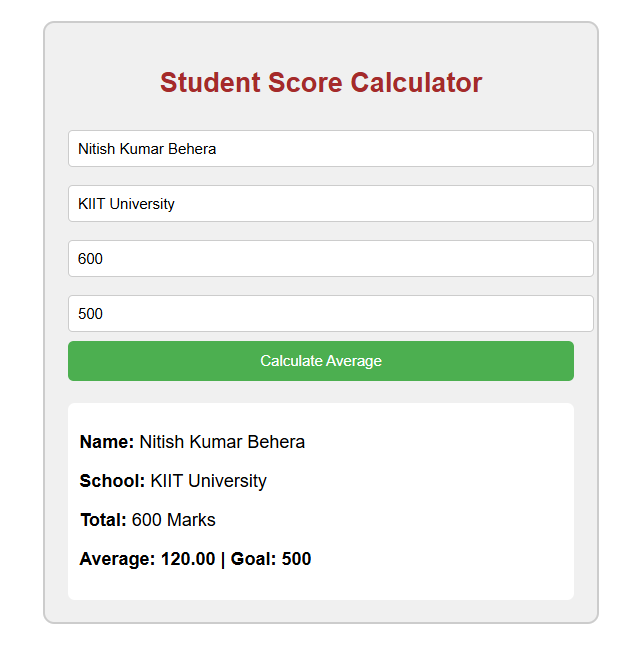 Student Score Calculator
Nitish Kumar Behera
KIIT University
600
500
Calculate Average
Name: Nitish Kumar Behera
School: KIIT University
Total: 600 Marks
Average: 120.00 | Goal: 500